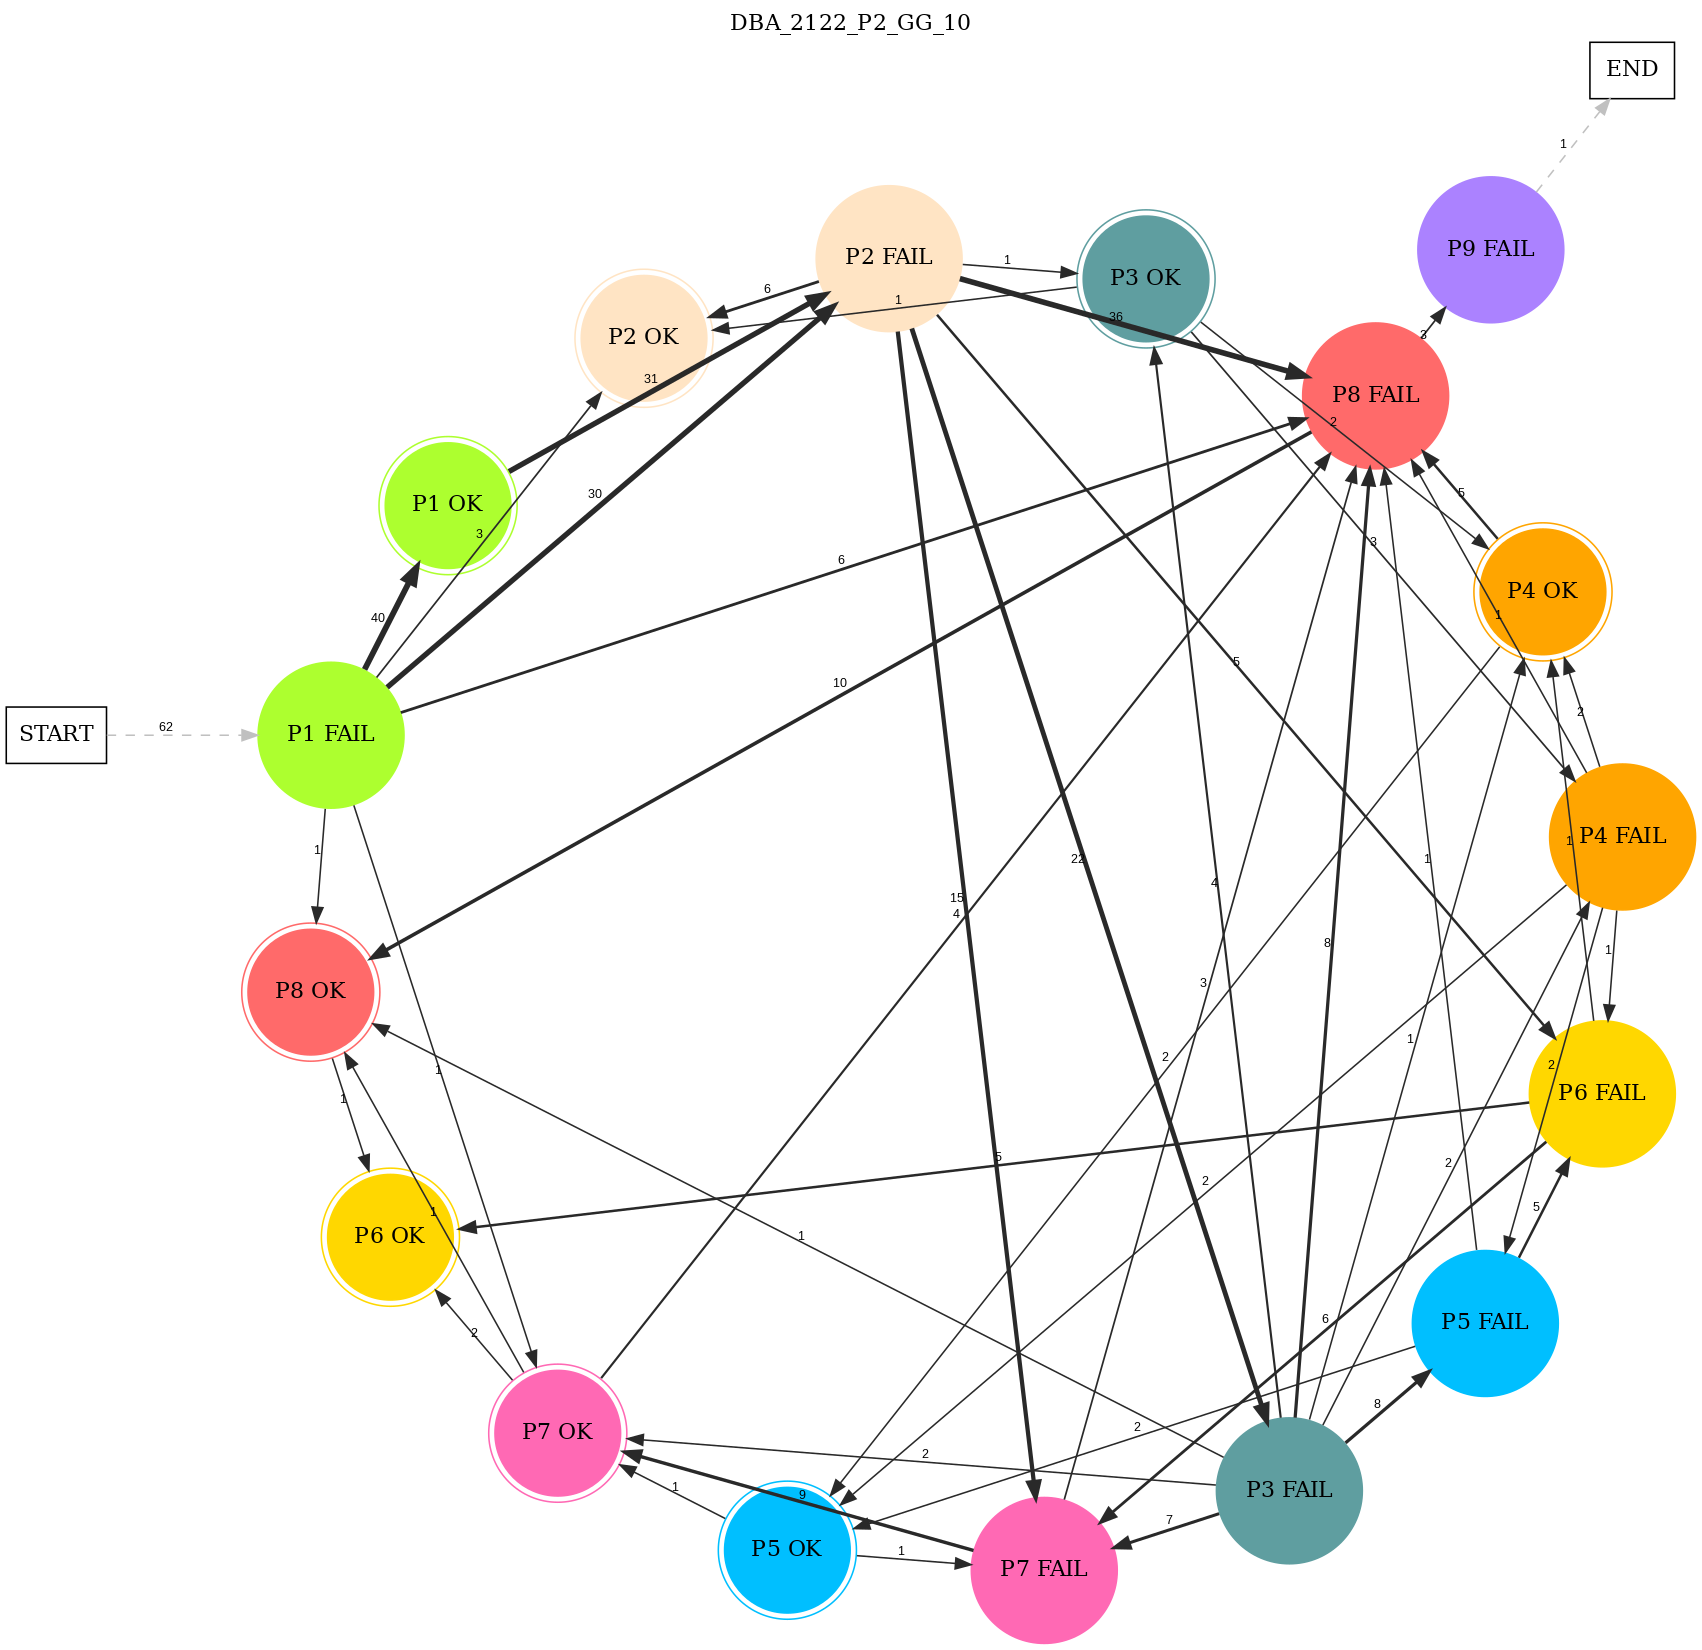 DBA_2122_P2_GG_10
END
1
P9 FAIL
P2 FAIL
1
P3 OK
6
1
36
3
P2 OK
31
P8 FAIL
2
P1 OK
30
3
5
3
6
P4 OK
40
1
5
10
2
START
62
P1 FAIL
P4 FAIL
1
1
22
1
4
15
4
8
1
P8 OK
3
1
2
1
2
P6 FAIL
1
5
2
2
1
5
P6 OK
1
6
P5 FAIL
2
8
2
P7 OK
2
1
9
P3 FAIL
7
P5 OK
1
P7 FAIL